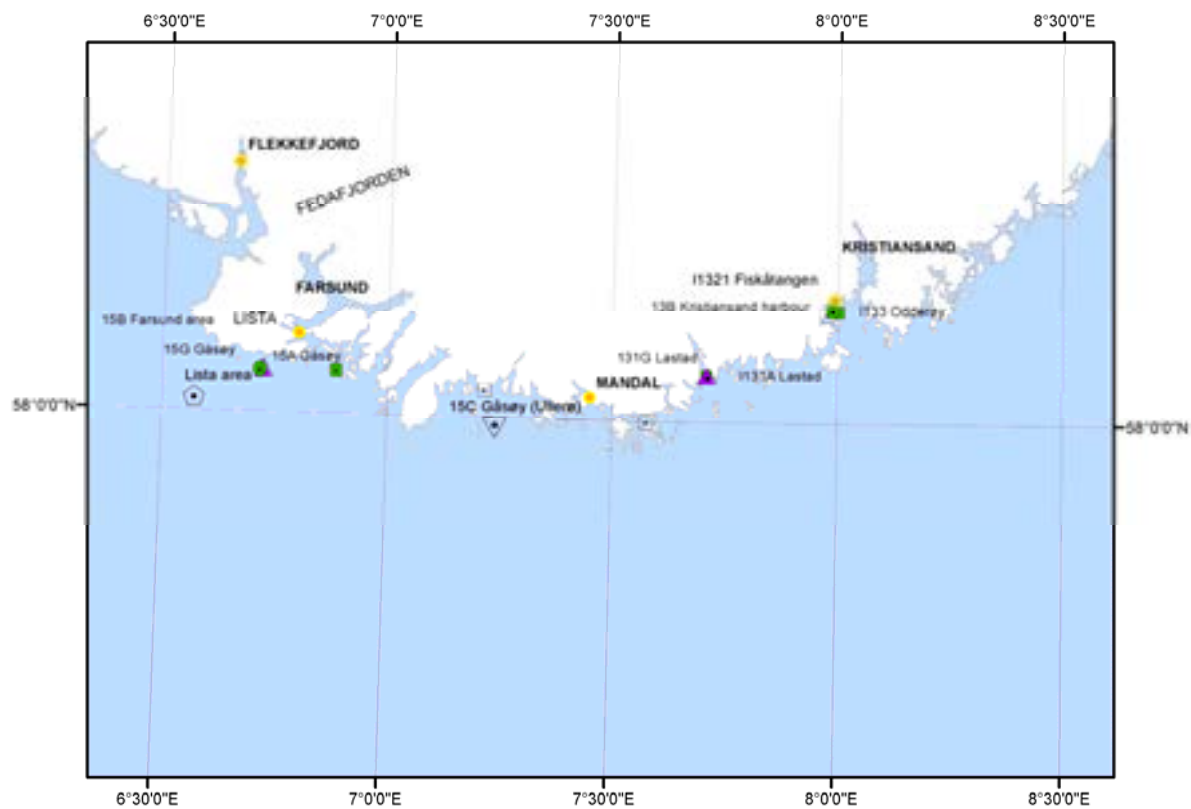 6°30'0"E 7°0'0"E 7°30'0"E 8°0'0"E 8°30'0"E
FLEKKEFJORD
FEDAFJORDEN
KRISTIANSAND
I1321 Fiskåtangen
FARSUND
13B Kristiansand harbour
I133 Odderøy
15B Farsund area
LISTA
15G Gåsøy
15A Gåsøy
131G Lastad
Lista area
I131A Lastad
MANDAL
58°0'0"N
15C Gåsøy (Ullerø)
58°0'0"N
6°30'0"E 7°0'0"E 7°30'0"E 8°0'0"E 8°30'0"E